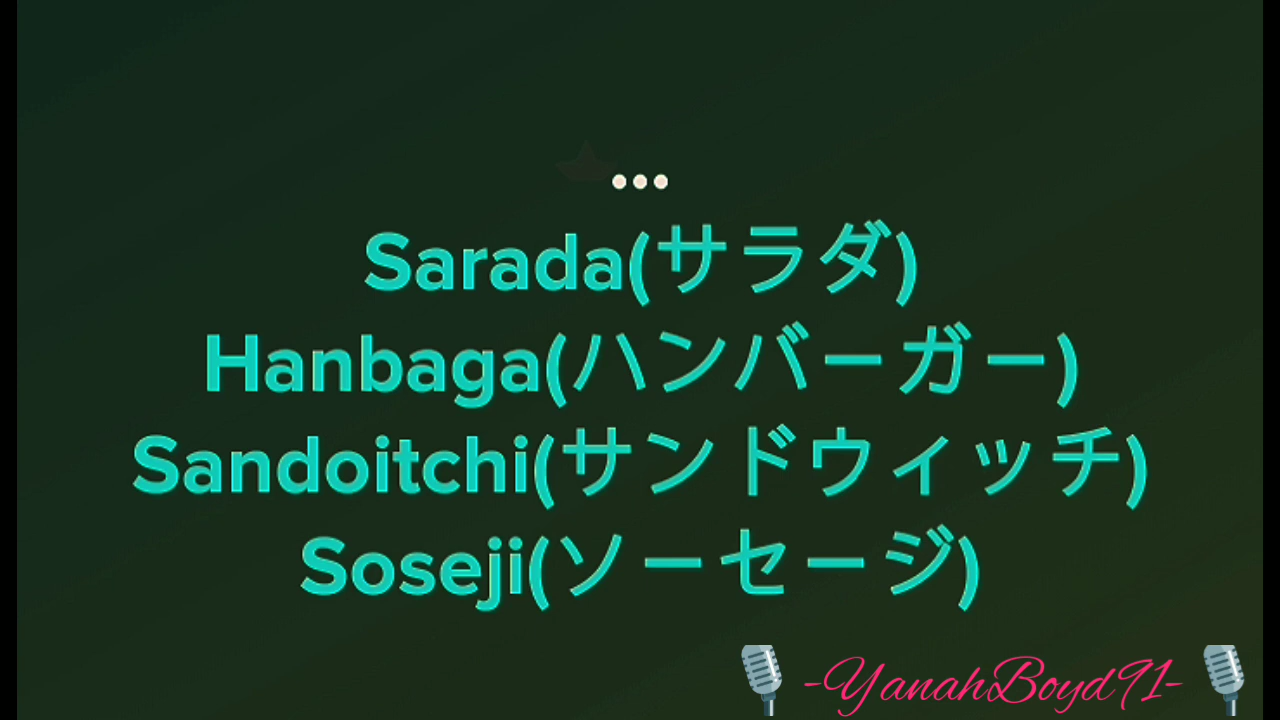 ...
Sarada(サラダ)
Hanbaga(ハンバーガー)
Sandoitchi(サンドウィッチ)
Soseji(ソーセージ)
-YanahBoyd91-